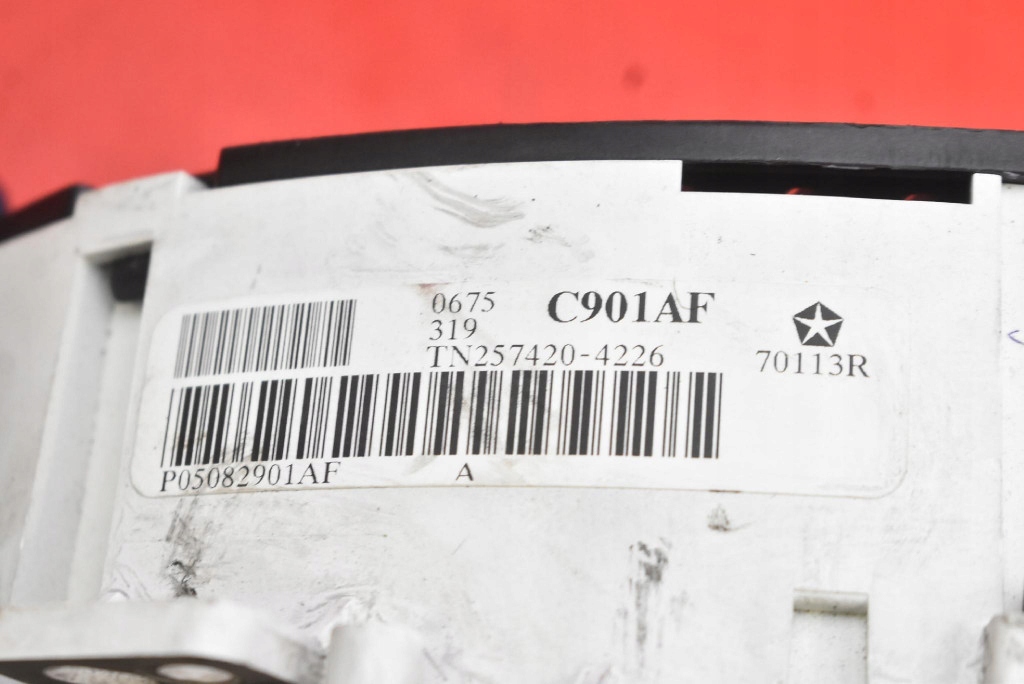 0675 C901AF
319
TN257420-4226
70113R
P05082901AF A